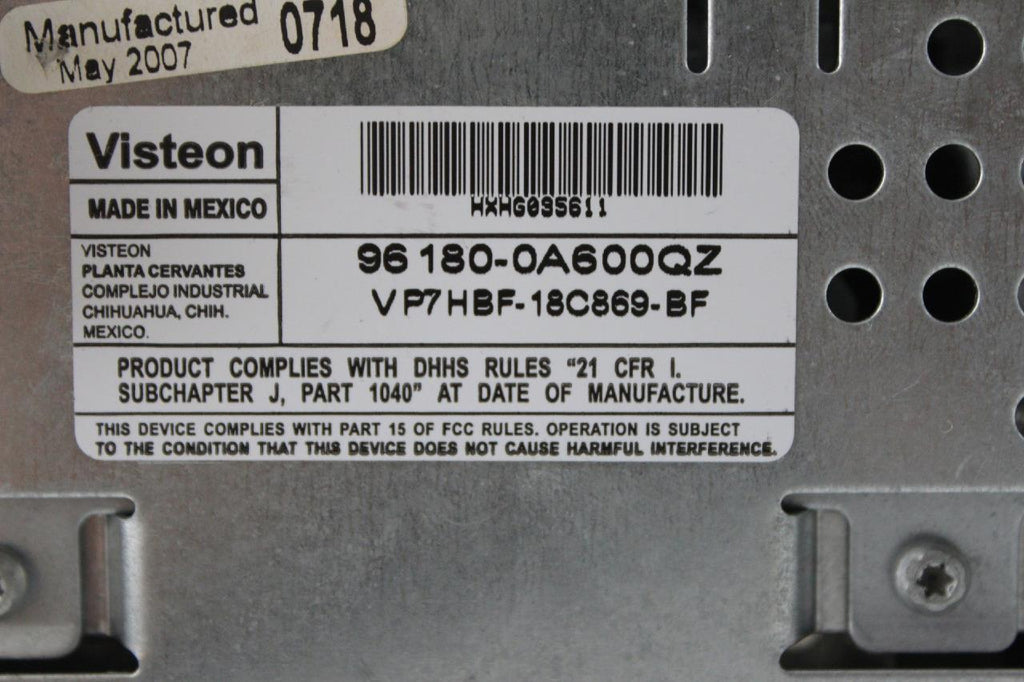 Manufactured
May 2007
0718
Visteon
MADE IN MEXICO
HXHG095611
VISTEON
PLANTA CERVANTES
COMPLEJO INDUSTRIAL
CHIHUAHUA, CHIH.
MEXICO.
96180-0A600QZ
VP7HBF-18C869-BF
PRODUCT COMPLIES WITH DHHS RULES "21 CFR I.
SUBCHAPTER J, PART 1040" AT DATE OF MANUFACTURE.
THIS DEVICE COMPLIES WITH PART 15 OF FCC RULES. OPERATION IS SUBJECT
TO THE CONDITION THAT THIS DEVICE DOES NOT CAUSE HARMFUL INTERFERENCE.